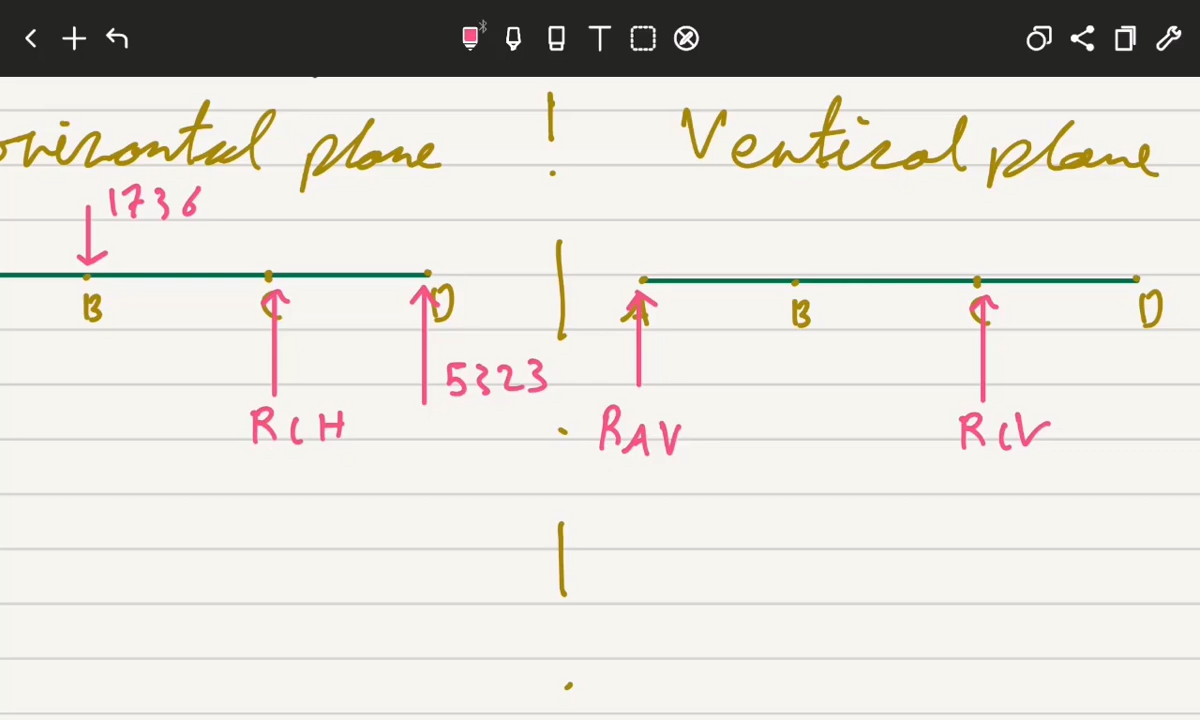 orizontal plane
1736
B
C
D
RCH
5323
!
Vertical plane
A
B
C
D
RAV
RCV